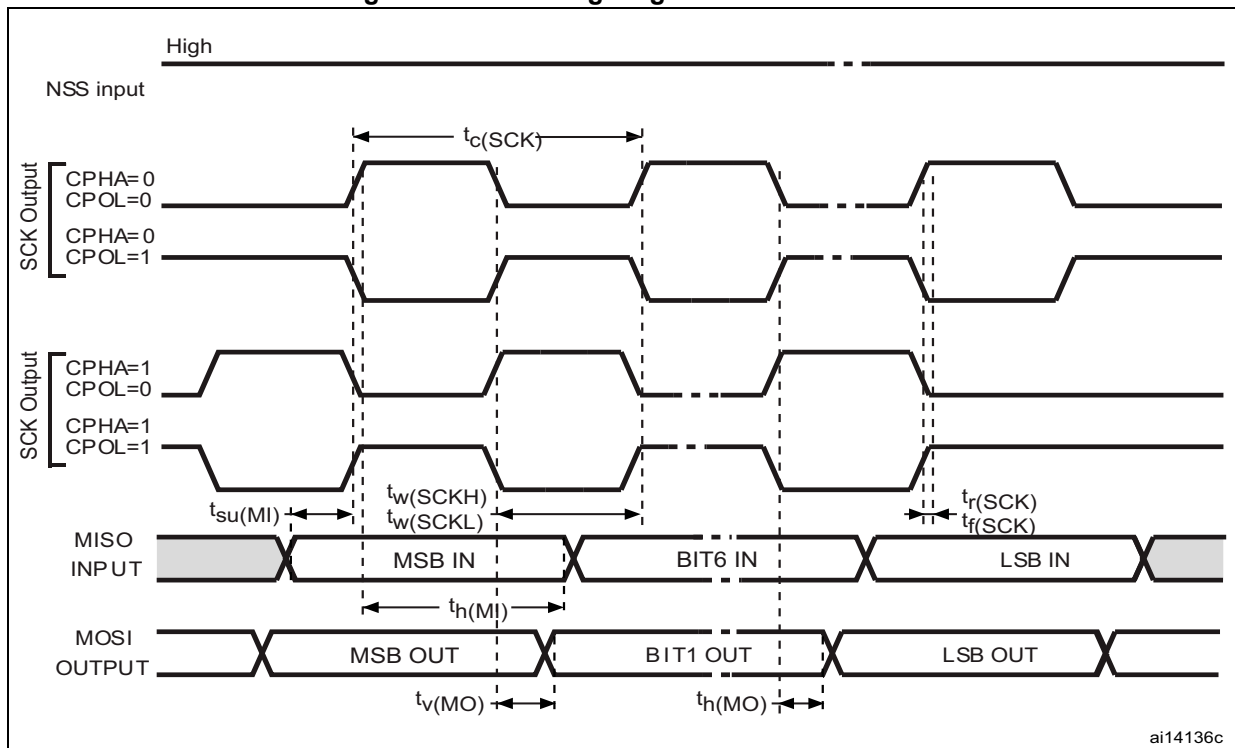 High
NSS input
tc(SCK)
SCK Output
CPHA=0
CPOL=0
CPHA=0
CPOL=1
SCK Output
CPHA=1
CPOL=0
CPHA=1
CPOL=1
tsu(MI)
tw(SCKH)
tw(SCKL)
tr(SCK)
tf(SCK)
MISO
INPUT
MSB IN
BIT6 IN
LSB IN
th(MI)
MOSI
OUTPUT
MSB OUT
BIT1 OUT
LSB OUT
tv(MO)
th(MO)
ai14136c